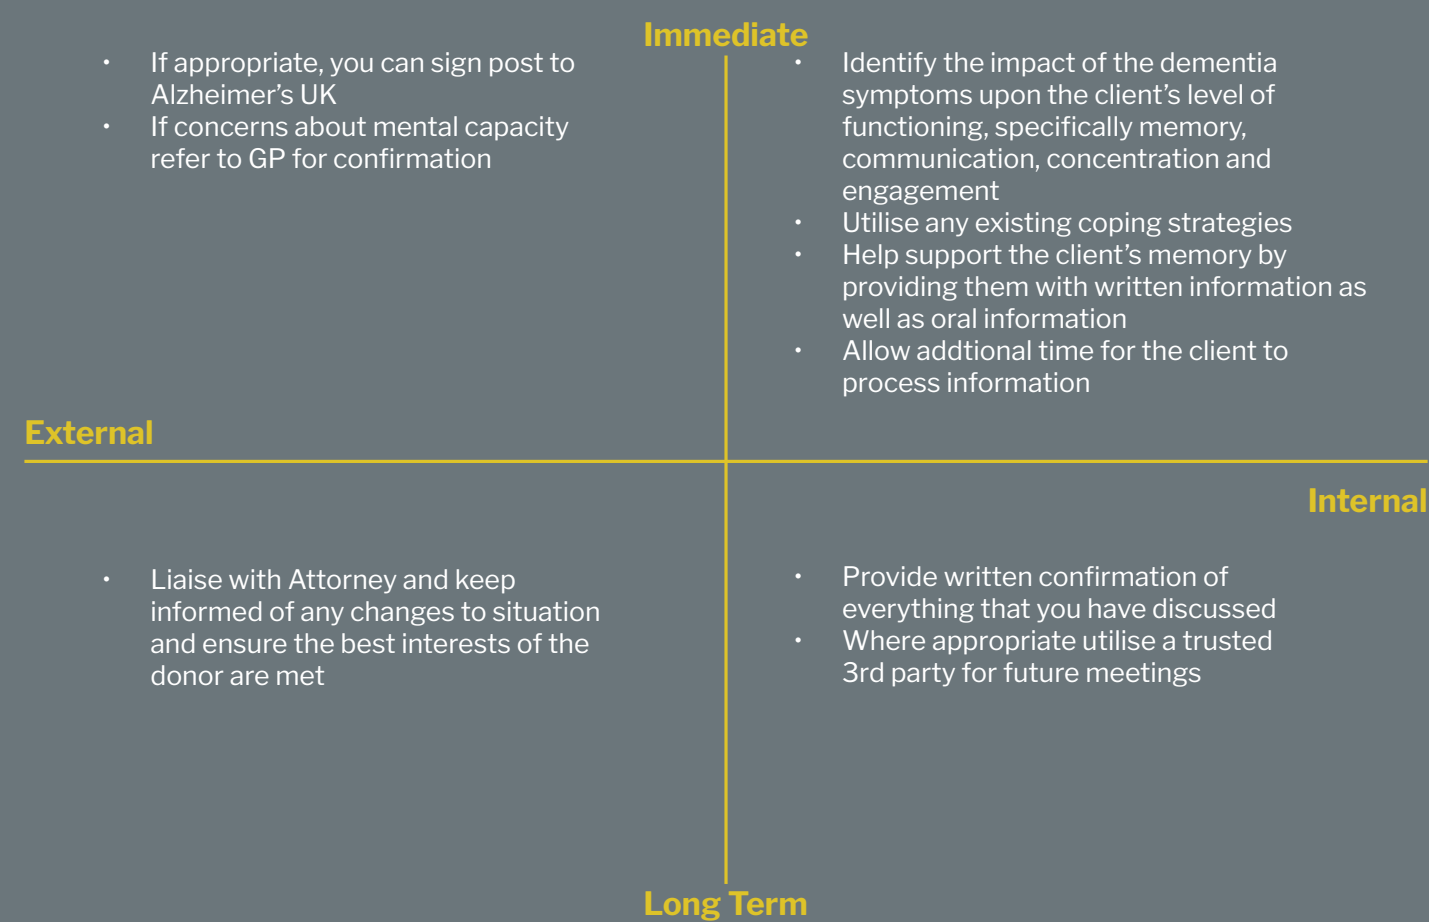 Immediate
• If appropriate, you can sign post to
Alzheimer's UK
• If concerns about mental capacity
refer to GP for confirmation
• Identify the impact of the dementia
symptoms upon the client's level of
functioning, specifically memory,
communication, concentration and
engagement
• Utilise any existing coping strategies
• Help support the client's memory by
providing them with written information as
well as oral information
• Allow addtional time for the client to
process information
External
Internal
• Liaise with Attorney and keep
informed of any changes to situation
and ensure the best interests of the
donor are met
• Provide written confirmation of
everything that you have discussed
• Where appropriate utilise a trusted
3rd party for future meetings
Long Term